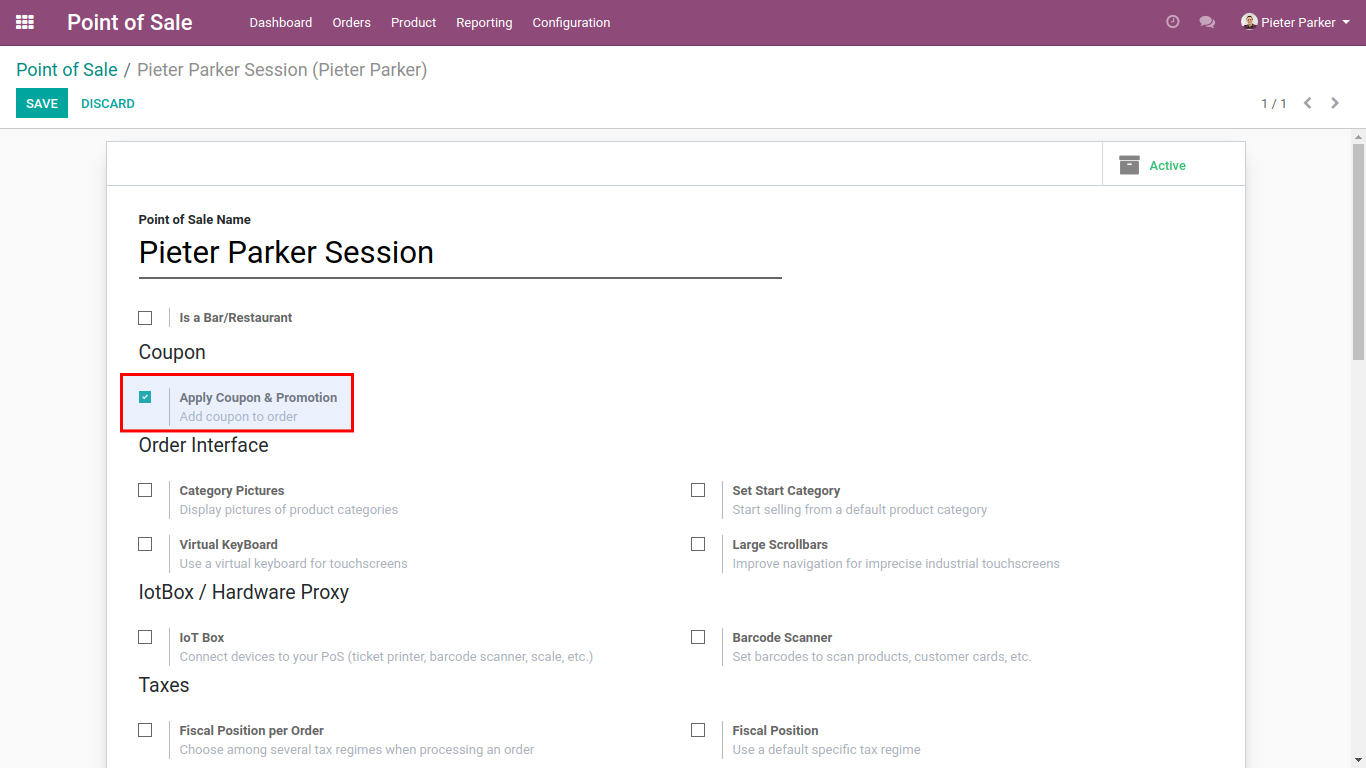 Point of Sale Dashboard Orders Product Reporting Configuration Pieter Parker
Point of Sale / Pieter Parker Session (Pieter Parker)
SAVE DISCARD 1 / 1
Active
Point of Sale Name
Pieter Parker Session
Is a Bar/Restaurant
Coupon
Apply Coupon & Promotion
Add coupon to order
Order Interface
Category Pictures
Display pictures of product categories
Set Start Category
Start selling from a default product category
Virtual KeyBoard
Use a virtual keyboard for touchscreens
Large Scrollbars
Improve navigation for imprecise industrial touchscreens
IotBox / Hardware Proxy
IoT Box
Connect devices to your PoS (ticket printer, barcode scanner, scale, etc.)
Barcode Scanner
Set barcodes to scan products, customer cards, etc.
Taxes
Fiscal Position per Order
Choose among several tax regimes when processing an order
Fiscal Position
Use a default specific tax regime